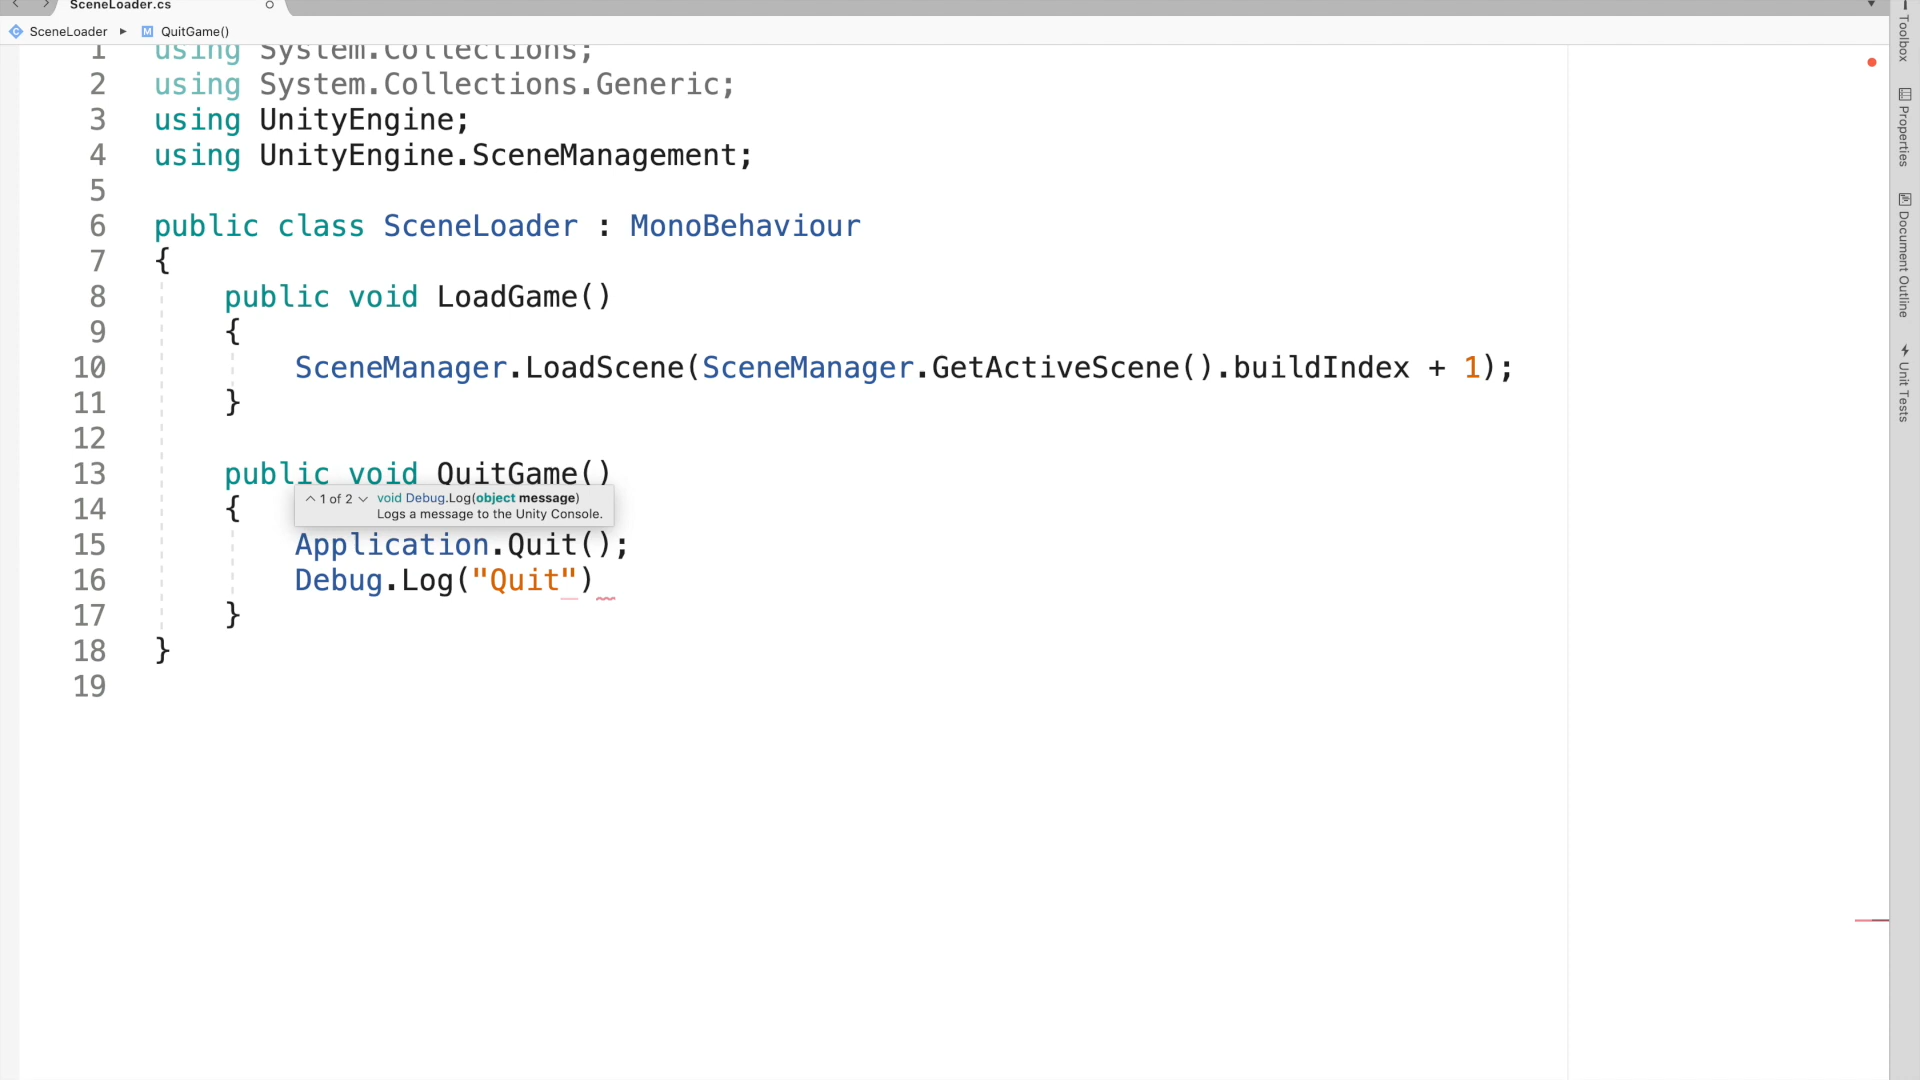 SceneLoader.cs
SceneLoader ▸ M QuitGame()
1 using System.Collections;
2 using System.Collections.Generic;
3 using UnityEngine;
4 using UnityEngine.SceneManagement;
5
6 public class SceneLoader : MonoBehaviour
7 {
8 public void LoadGame()
9 {
10 SceneManager.LoadScene(SceneManager.GetActiveScene().buildIndex + 1);
11 }
12
13 public void QuitGame()
1 of 2 void Debug.Log(object message)
Logs a message to the Unity Console.
14 {
15 Application.Quit();
16 Debug.Log("Quit")
17 }
18 }
19
Toolbox
Properties
Document Outline
Unit Tests